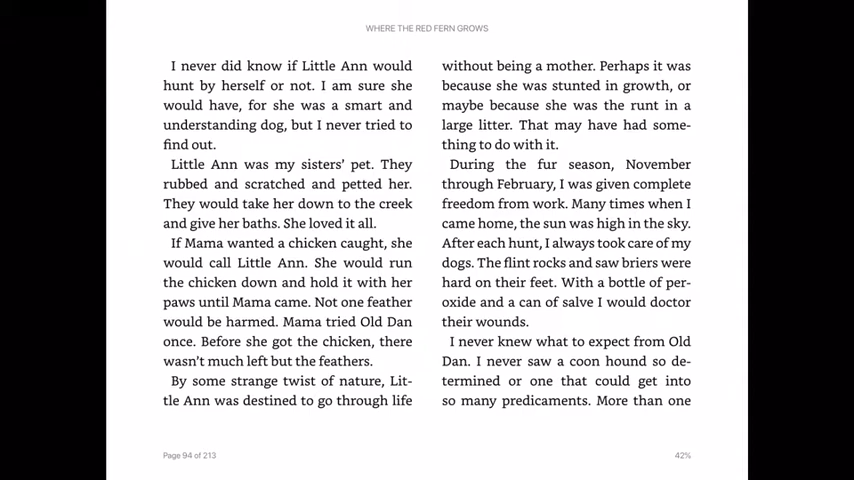 WHERE THE RED FERN GROWS
I never did know if Little Ann would
hunt by herself or not. I am sure she
would have, for she was a smart and
understanding dog, but I never tried to
find out.
Little Ann was my sisters’ pet. They
rubbed and scratched and petted her.
They would take her down to the creek
and give her baths. She loved it all.
If Mama wanted a chicken caught, she
would call Little Ann. She would run
the chicken down and hold it with her
paws until Mama came. Not one feather
would be harmed. Mama tried Old Dan
once. Before she got the chicken, there
wasn’t much left but the feathers.
By some strange twist of nature, Lit-
tle Ann was destined to go through life
without being a mother. Perhaps it was
because she was stunted in growth, or
maybe because she was the runt in a
large litter. That may have had some-
thing to do with it.
During the fur season, November
through February, I was given complete
freedom from work. Many times when I
came home, the sun was high in the sky.
After each hunt, I always took care of my
dogs. The flint rocks and saw briers were
hard on their feet. With a bottle of per-
oxide and a can of salve I would doctor
their wounds.
I never knew what to expect from Old
Dan. I never saw a coon hound so de-
termined or one that could get into
so many predicaments. More than one
Page 94 of 213
42%